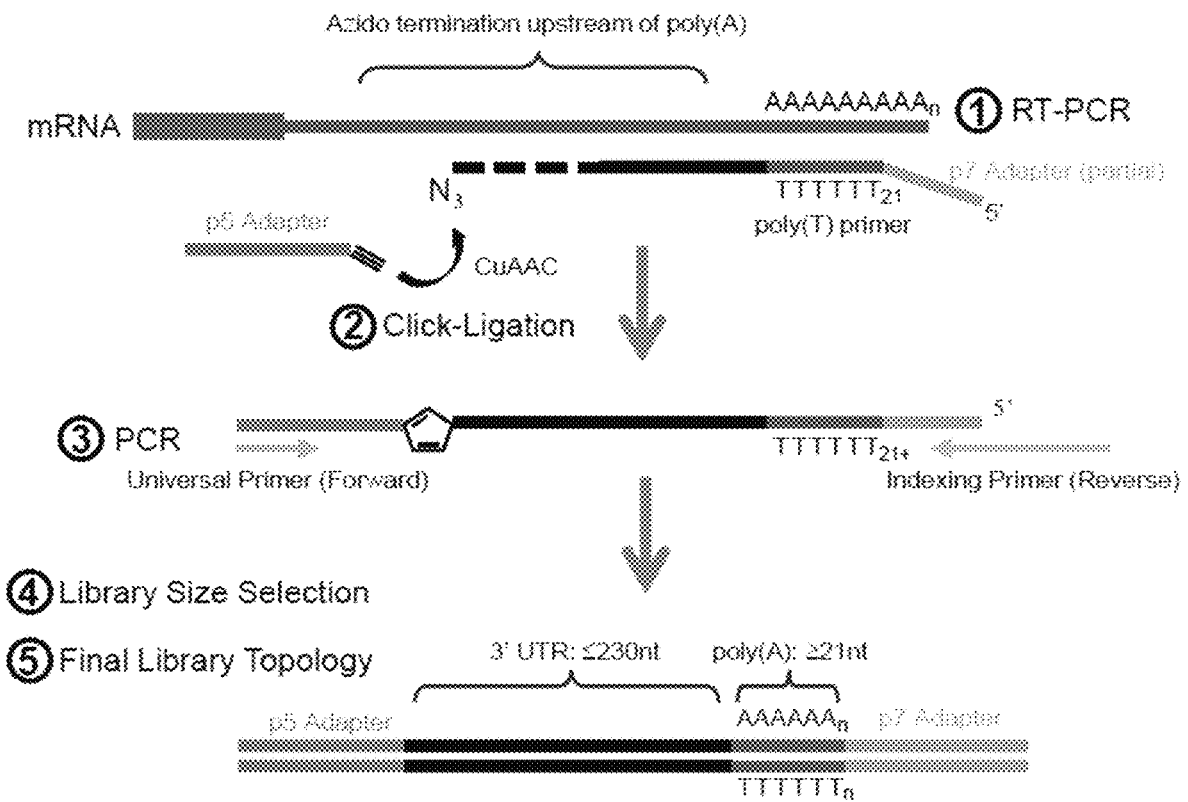 Azido termination upstream of poly(A)
AAAAAAAAAn
① RT-PCR
mRNA
p7 Adapter (partial)
N3
TTTTTT21
5'
p5 Adapter
poly(T) primer
CuAAC
② Click-Ligation
5'
③ PCR
TTTTTT21+
Universal Primer (Forward)
Indexing Primer (Reverse)
④ Library Size Selection
⑤ Final Library Topology
3' UTR: ≤230nt
poly(A): ≥21nt
AAAAAAn
p5 Adapter
p7 Adapter
TTTTTTn